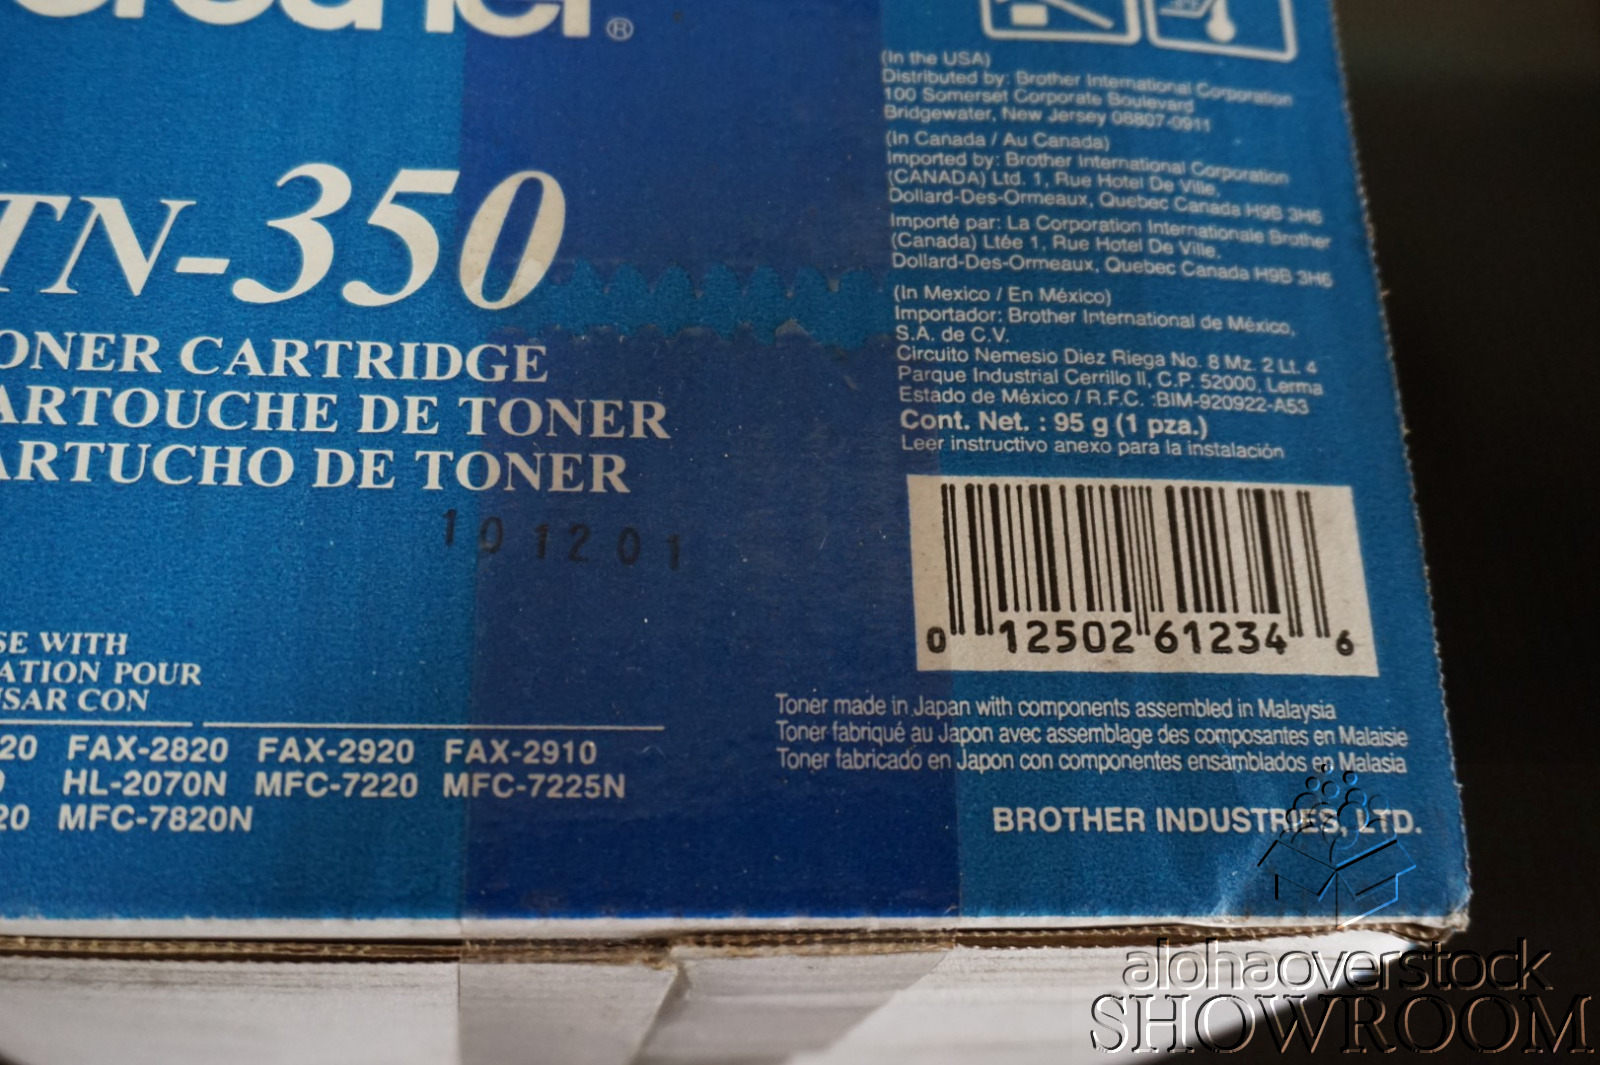 brother®
TN-350
ONER CARTRIDGE
ARTOUCHE DE TONER
ARTUCHO DE TONER
101201
SE WITH
ATION POUR
USAR CON
20 FAX-2820 FAX-2920 FAX-2910
0 HL-2070N MFC-7220 MFC-7225N
20 MFC-7820N
(In the USA)
Distributed by: Brother International Corporation
100 Somerset Corporate Boulevard
Bridgewater, New Jersey 08807-0911
(In Canada / Au Canada)
Imported by: Brother International Corporation
(CANADA) Ltd. 1, Rue Hotel De Ville,
Dollard-Des-Ormeaux, Quebec Canada H9B 3H6
Importé par: La Corporation Internationale Brother
(Canada) Ltée 1, Rue Hotel De Ville,
Dollard-Des-Ormeaux, Quebec Canada H9B 3H6
(In Mexico / En México)
Importador: Brother International de México,
S.A. de C.V.
Circuito Nemesio Diez Riega No. 8 Mz. 2 Lt. 4
Parque Industrial Cerrillo II, C.P. 52000, Lerma
Estado de México / R.F.C. :BIM-920922-A53
Cont. Net. : 95 g (1 pza.)
Leer instructivo anexo para la instalación
0 12502 61234 6
Toner made in Japan with components assembled in Malaysia
Toner fabriqué au Japon avec assemblage des composantes en Malaisie
Toner fabricado en Japon con componentes ensamblados en Malasia
BROTHER INDUSTRIES, LTD.
alohaoverstock
SHOWROOM